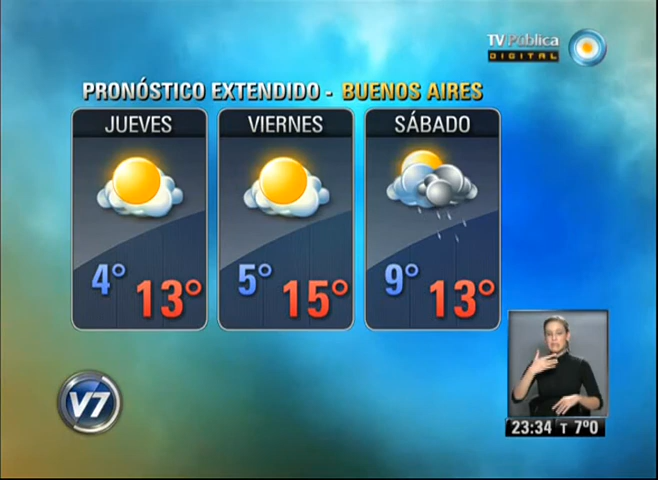 TV Pública
DIGITAL
PRONÓSTICO EXTENDIDO - BUENOS AIRES
JUEVES
VIERNES
SÁBADO
4° 13°
5° 15°
9° 13°
V7
23:34 T 7°0